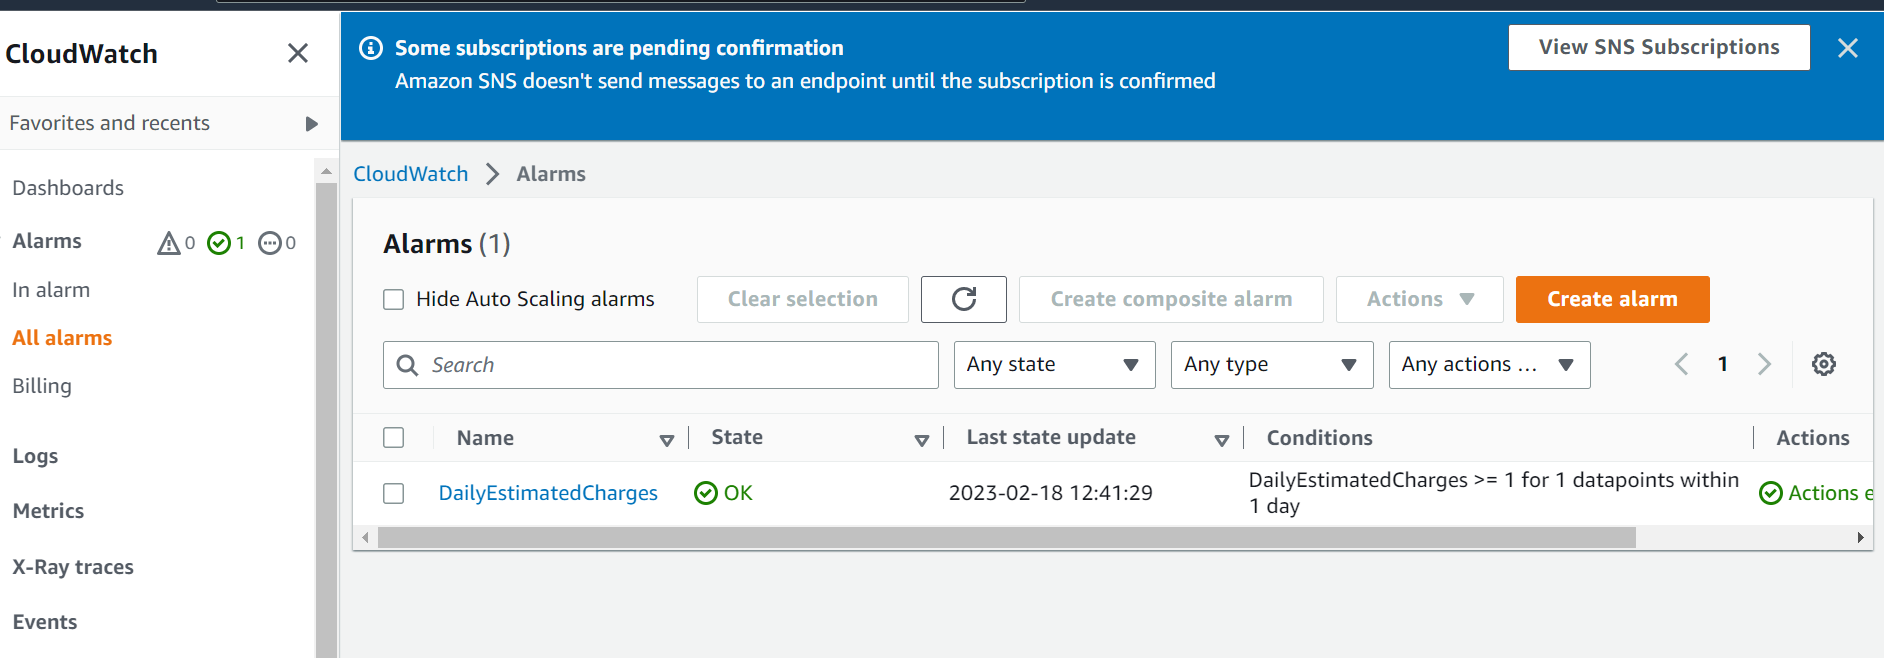 CloudWatch
Favorites and recents
Dashboards
Alarms 0 1 0
In alarm
All alarms
Billing
Logs
Metrics
X-Ray traces
Events
Some subscriptions are pending confirmation
Amazon SNS doesn't send messages to an endpoint until the subscription is confirmed
View SNS Subscriptions
CloudWatch Alarms
Alarms (1)
Hide Auto Scaling alarms
Clear selection
Create composite alarm
Actions
Create alarm
Search
Any state
Any type
Any actions ...
1
Name State Last state update Conditions Actions
DailyEstimatedCharges OK 2023-02-18 12:41:29 DailyEstimatedCharges >= 1 for 1 datapoints within
1 day
Actions e